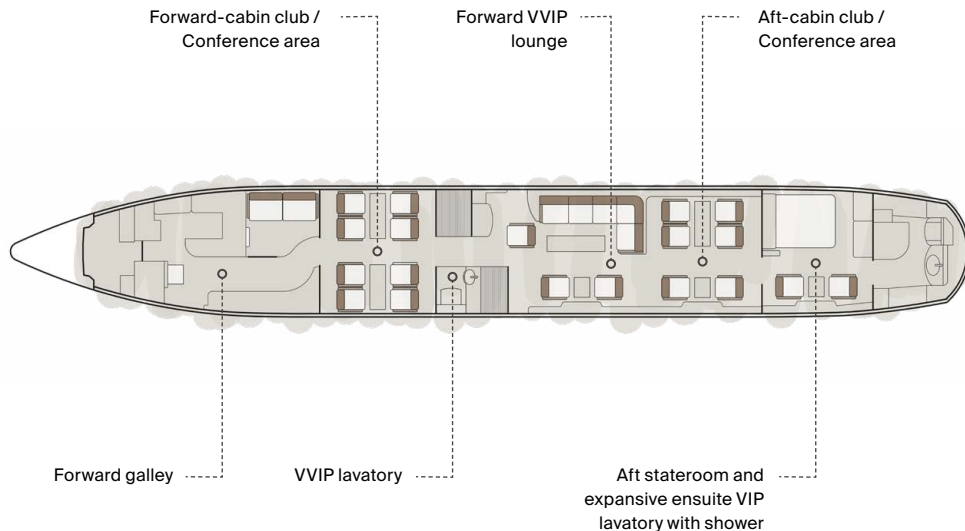 Forward-cabin club /
Conference area
Forward VVIP
lounge
Aft-cabin club /
Conference area
Forward galley
VVIP lavatory
Aft stateroom and
expansive ensuite VIP
lavatory with shower